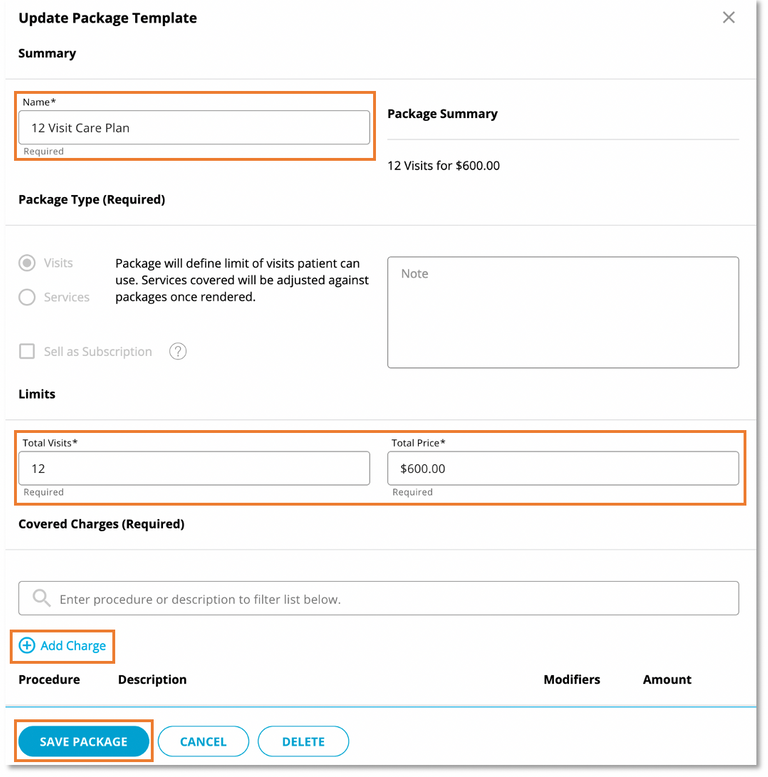 Update Package Template
Summary
Name*
12 Visit Care Plan
Required
Package Summary
12 Visits for $600.00
Package Type (Required)
Visits
Services
Package will define limit of visits patient can
use. Services covered will be adjusted against
packages once rendered.
Sell as Subscription
?
Note
Limits
Total Visits*
12
Required
Total Price*
$600.00
Required
Covered Charges (Required)
Enter procedure or description to filter list below.
Add Charge
Procedure Description Modifiers Amount
SAVE PACKAGE CANCEL DELETE